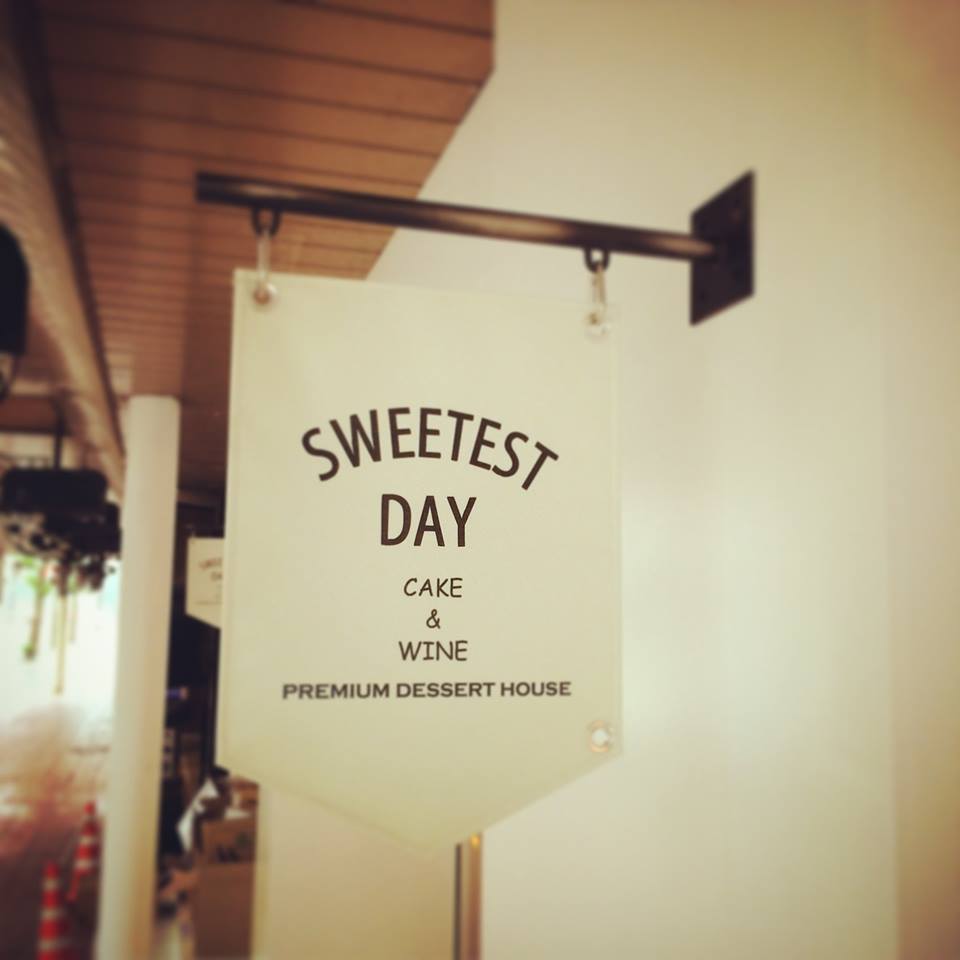 SWEETEST
DAY
CAKE
&
WINE
PREMIUM DESSERT HOUSE